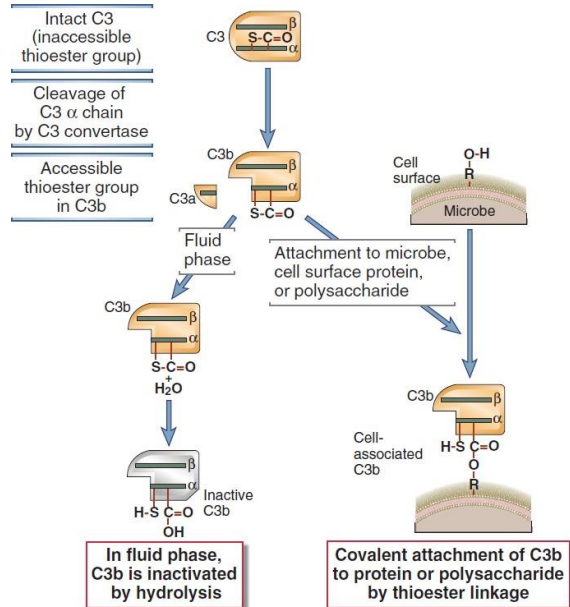 Intact C3
(inaccessible
thioester group)
Cleavage of
C3 α chain
by C3 convertase
Accessible
thioester group
in C3b
C3
β
S-C=O
α
C3b
β
α
C3a
S-C=O
Cell
surface
O-H
R
Microbe
Fluid
phase
Attachment to microbe,
cell surface protein,
or polysaccharide
C3b
β
α
S-C=O
+
H2O
β
α
Inactive
C3b
H-S C=O
OH
C3b
β
α
Cell-
associated
C3b
H-S C=O
O
R
In fluid phase,
C3b is inactivated
by hydrolysis
Covalent attachment of C3b
to protein or polysaccharide
by thioester linkage